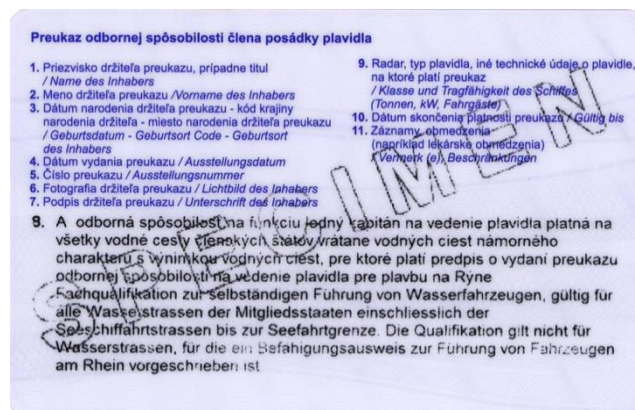 Preukaz odbornej spôsobilosti člena posádky plavidla
1. Priezvisko držiteľa preukazu, prípadne titul
/ Name des Inhabers
2. Meno držiteľa preukazu /Vorname des Inhabers
3. Dátum narodenia držiteľa preukazu - kód krajiny
narodenia držiteľa - miesto narodenia držiteľa preukazu
/ Geburtsdatum - Geburtsort Code - Geburtsort
des Inhabers
4. Dátum vydania preukazu / Ausstellungsdatum
5. Číslo preukazu / Ausstellungsnummer
6. Fotografia držiteľa preukazu / Lichtbild des Inhabers
7. Podpis držiteľa preukazu / Unterschrift des Inhabers
9. Radar, typ plavidla, iné technické údaje o plavidle,
na ktoré platí preukaz
/ Klasse und Tragfähigkeit des Schiffes
(Tonnen, kW, Fahrgäste)
10. Dátum skončenia platnosti preukazu / Gültig bis
11. Záznamy, obmedzenia
(napríklad lekárske obmedzenia)
/ Vermerk (e), Beschränkungen
8. A odborná spôsobilosť na funkciu lodný kapitán na vedenie plavidla platná na
všetky vodné cesty členských štátov vrátane vodných ciest námorného
charakteru s výnimkou vodných ciest, pre ktoré platí predpis o vydaní preukazu
odbornej spôsobilosti na vedenie plavidla pre plavbu na Rýne
Fachqualifikation zur selbständigen Führung von Wasserfahrzeugen, gültig für
alle Wasserstrassen der Mitgliedsstaaten einschliesslich der
Seeschiffahrtstrassen bis zur Seefahrtgrenze. Die Qualifikation gilt nicht für
Wasserstrassen, für die ein Befahigungsausweis zur Führung von Fahrzeugen
am Rhein vorgeschrieben ist
SPECIMEN